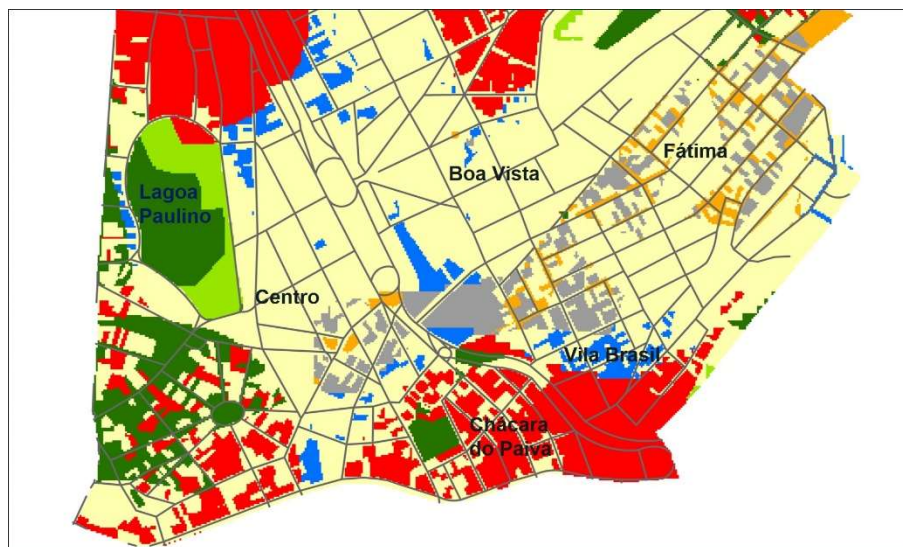 Fátima
Boa Vista
Lagoa
Paulino
Centro
Vila Brasil
Chácara
do Paiva